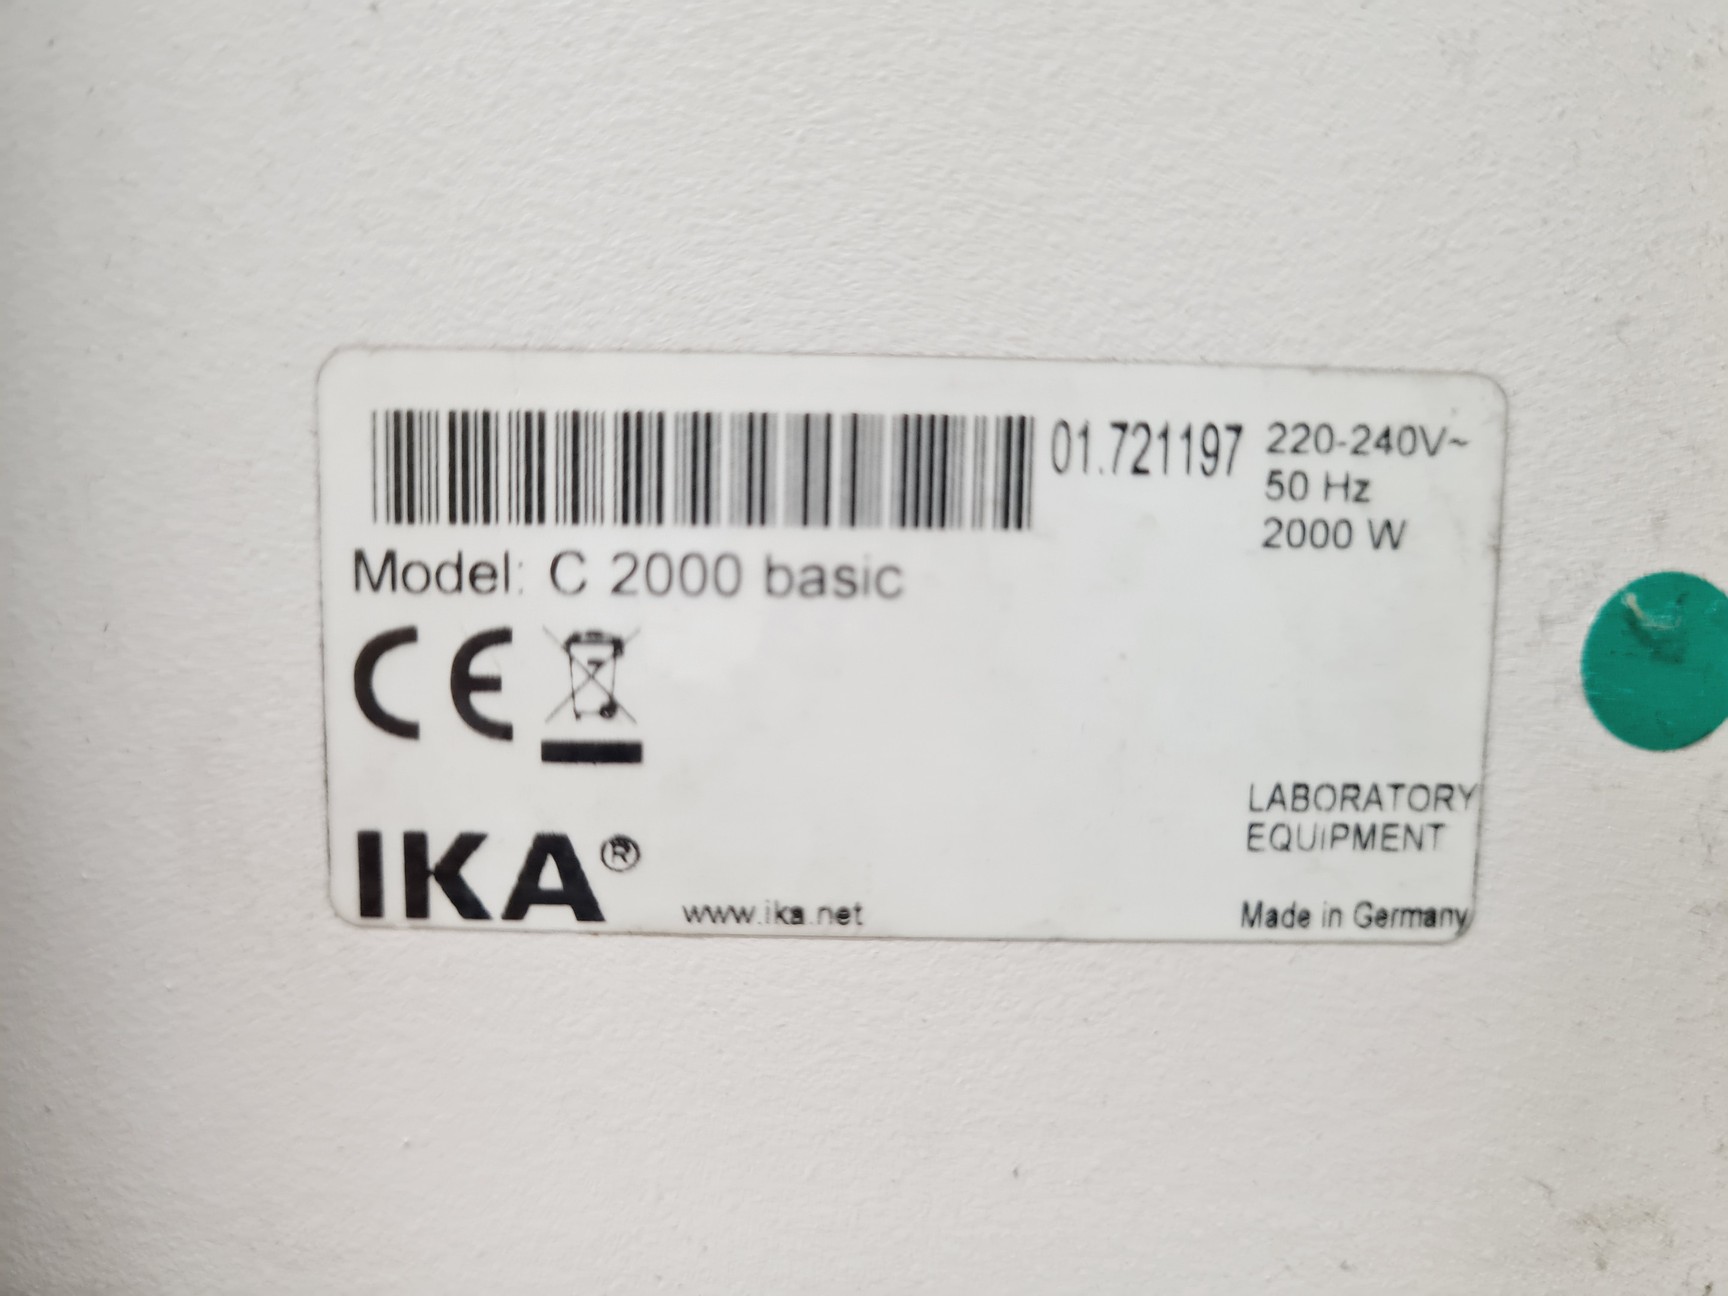 01.721197
220-240V~
50 Hz
2000 W
Model: C 2000 basic
CE
IKA®
www.ika.net
LABORATORY
EQUIPMENT
Made in Germany